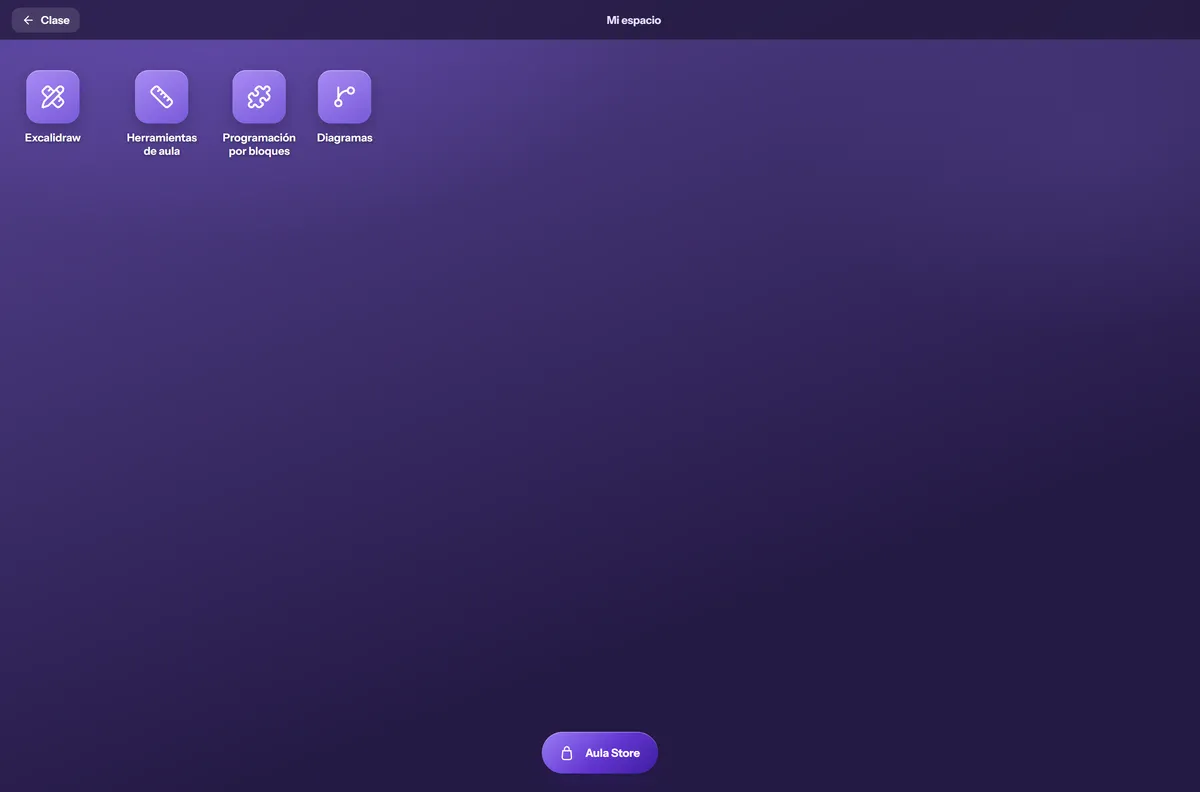 Clase
Mi espacio
Excalidraw
Herramientas
de aula
Programación
por bloques
Diagramas
Aula Store